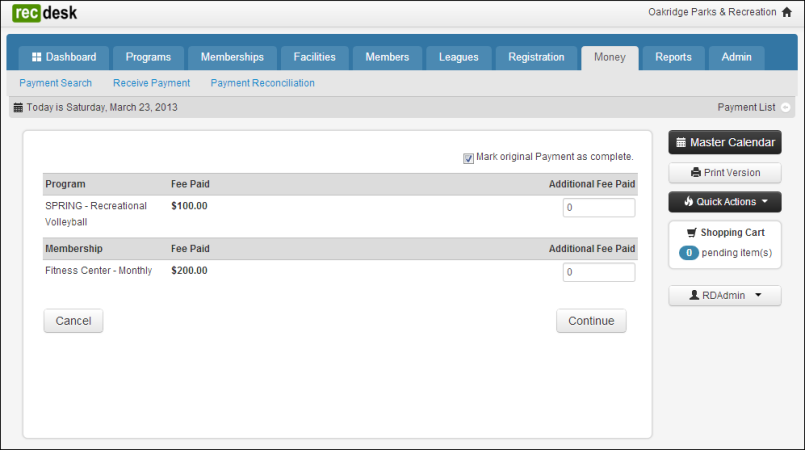 recdesk
Oakridge Parks & Recreation
Dashboard Programs Memberships Facilities Members Leagues Registration Money Reports Admin
Payment Search Receive Payment Payment Reconciliation
Today is Saturday, March 23, 2013
Payment List
Mark original Payment as complete.
Program Fee Paid Additional Fee Paid
SPRING - Recreational $100.00 0
Volleyball
Membership Fee Paid Additional Fee Paid
Fitness Center - Monthly $200.00 0
Cancel Continue
Master Calendar
Print Version
Quick Actions
Shopping Cart
0 pending item(s)
RDAdmin